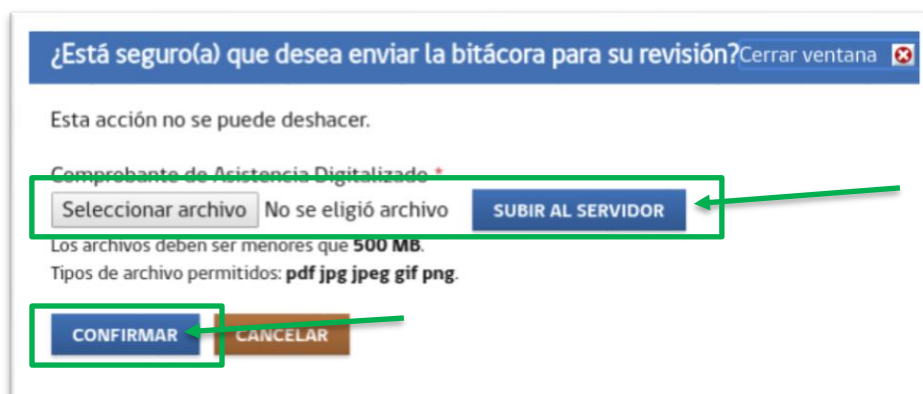 ¿Está seguro(a) que desea enviar la bitácora para su revisión? Cerrar ventana
Esta acción no se puede deshacer.
Comprobante de Asistencia Digitalizado *
Seleccionar archivo No se eligió archivo SUBIR AL SERVIDOR
Los archivos deben ser menores que 500 MB.
Tipos de archivo permitidos: pdf jpg jpeg gif png.
CONFIRMAR CANCELAR